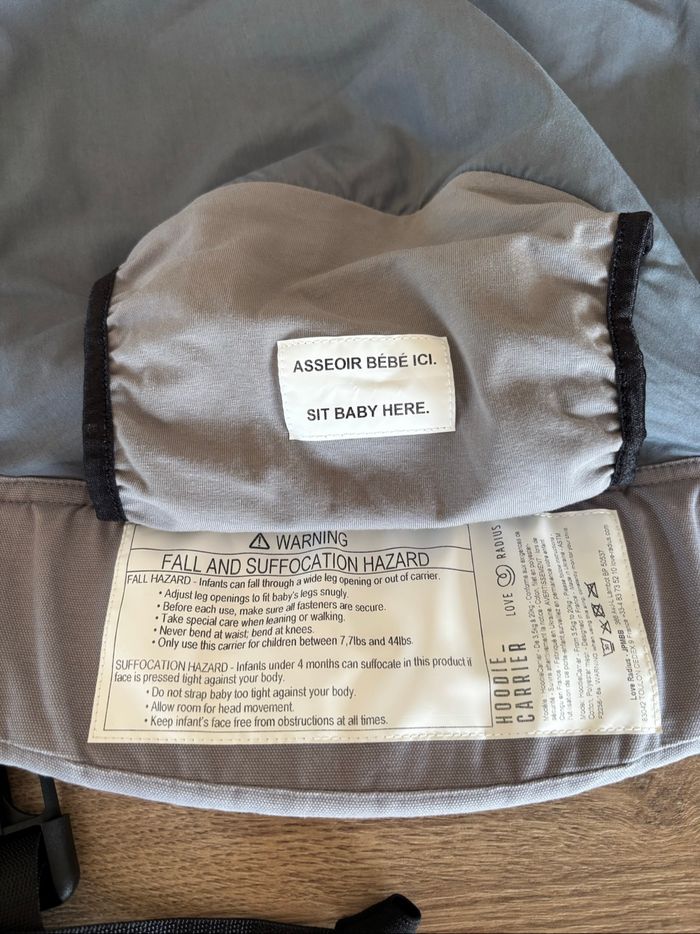 ASSEOIR BÉBÉ ICI.
SIT BABY HERE.
⚠ WARNING
FALL AND SUFFOCATION HAZARD
FALL HAZARD - Infants can fall through a wide leg opening or out of carrier.
• Adjust leg openings to fit baby's legs snugly.
• Before each use, make sure all fasteners are secure.
• Take special care when leaning or walking.
• Never bend at waist; bend at knees.
• Only use this carrier for children between 7,7lbs and 44lbs.
SUFFOCATION HAZARD - Infants under 4 months can suffocate in this product if
face is pressed tight against your body.
• Do not strap baby too tight against your body.
• Allow room for head movement.
• Keep infant's face free from obstructions at all times.
HOODIE-
CARRIER
LOVE RADIUS
Love Radius - JPMBB